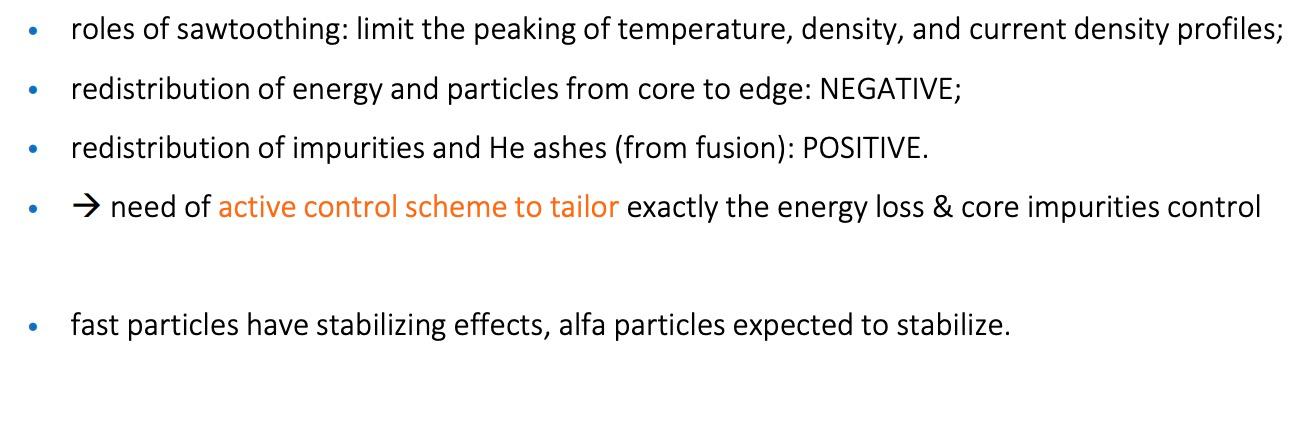 • roles of sawtoothing: limit the peaking of temperature, density, and current density profiles;
• redistribution of energy and particles from core to edge: NEGATIVE;
• redistribution of impurities and He ashes (from fusion): POSITIVE.
• → need of active control scheme to tailor exactly the energy loss & core impurities control
• fast particles have stabilizing effects, alfa particles expected to stabilize.